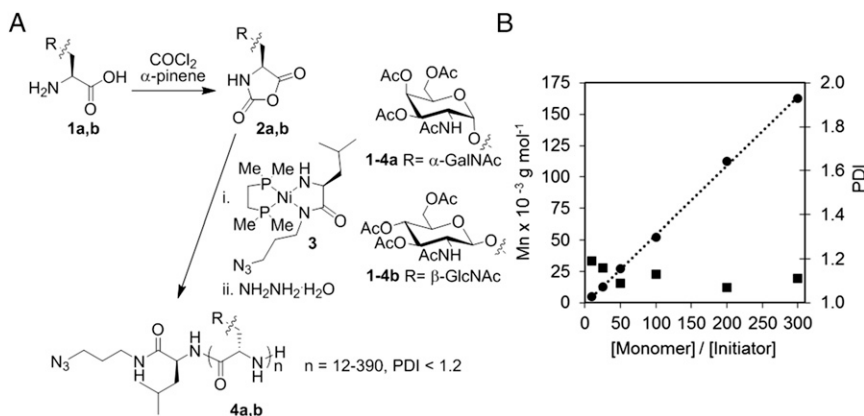 A
R
H₂N
OH
O
1a,b
COCl₂
α-pinene
R
HN
O
O
O
2a,b
AcO
OAc
AcO
O
AcNH
O
1-4a R= α-GalNAc
i.
Me
Me
P
H
N
Ni
P
N
Me
Me
O
N₃
3
ii. NH₂NH₂·H₂O
OAc
AcO
O
AcO
O
AcNH
1-4b R= β-GlcNAc
N₃
N
H
O
H
N
R
O
N
H
H
n
n = 12-390, PDI < 1.2
4a,b
B
Mn x 10⁻³ g mol⁻¹
175
150
125
100
75
50
25
0
0 50 100 150 200 250 300
[Monomer] / [Initiator]
2.0
1.8
1.6
1.4
1.2
1.0
PDI